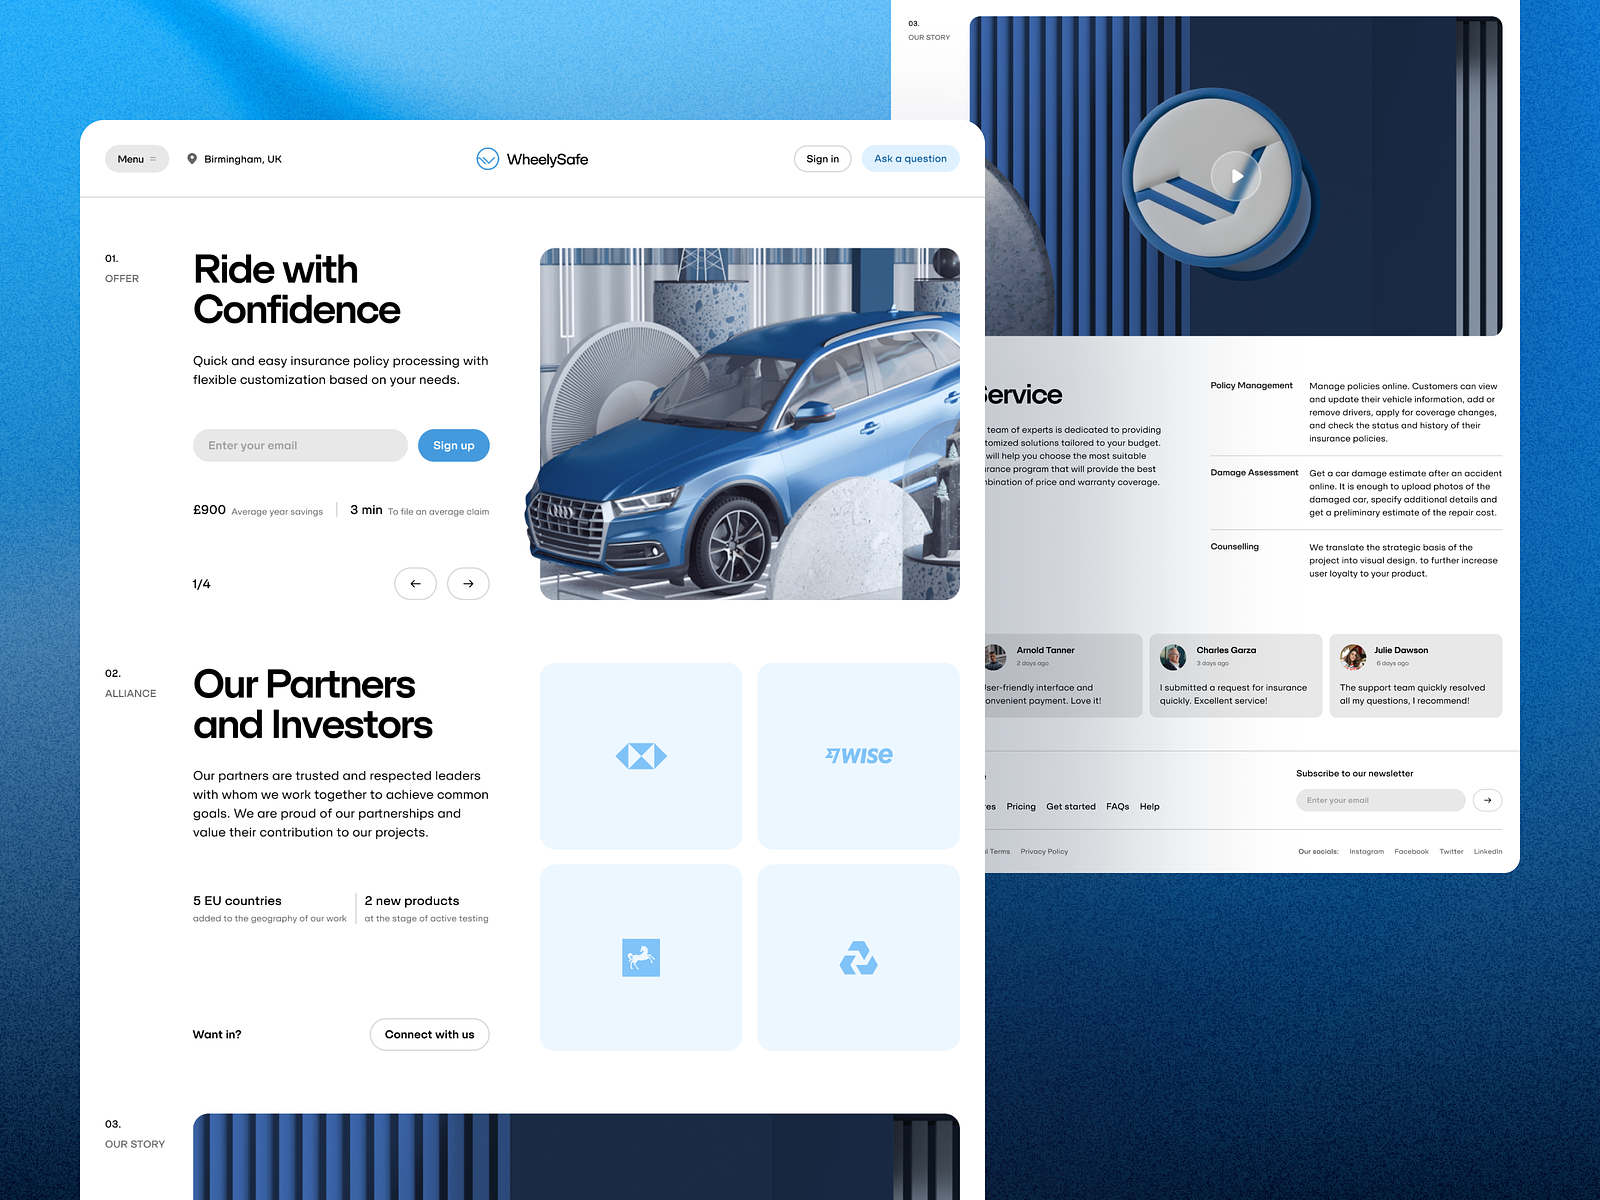 Menu
Birmingham, UK
WheelySafe
Sign in
Ask a question
01.
OFFER
Ride with
Confidence
Quick and easy insurance policy processing with
flexible customization based on your needs.
Enter your email
Sign up
£900 Average year savings
3 min To file an average claim
1/4
02.
ALLIANCE
Our Partners
and Investors
Our partners are trusted and respected leaders
with whom we work together to achieve common
goals. We are proud of our partnerships and
value their contribution to our projects.
5 EU countries
added to the geography of our work
2 new products
at the stage of active testing
Want in?
Connect with us
WISE
03.
OUR STORY
03.
OUR STORY
Service
team of experts is dedicated to providing
tomized solutions tailored to your budget.
will help you choose the most suitable
urance program that will provide the best
mbination of price and warranty coverage.
Policy Management
Manage policies online. Customers can view
and update their vehicle information, add or
remove drivers, apply for coverage changes,
and check the status and history of their
insurance policies.
Damage Assessment
Get a car damage estimate after an accident
online. It is enough to upload photos of the
damaged car, specify additional details and
get a preliminary estimate of the repair cost.
Counselling
We translate the strategic basis of the
project into visual design. to further increase
user loyalty to your product.
Arnold Tanner
2 days ago
User-friendly interface and
onvenient payment. Love it!
Charles Garza
3 days ago
I submitted a request for insurance
quickly. Excellent service!
Julie Dawson
6 days ago
The support team quickly resolved
all my questions, I recommend!
Subscribe to our newsletter
Enter your email
res Pricing Get started FAQs Help
l Terms Privacy Policy
Our socials: Instagram Facebook Twitter LinkedIn